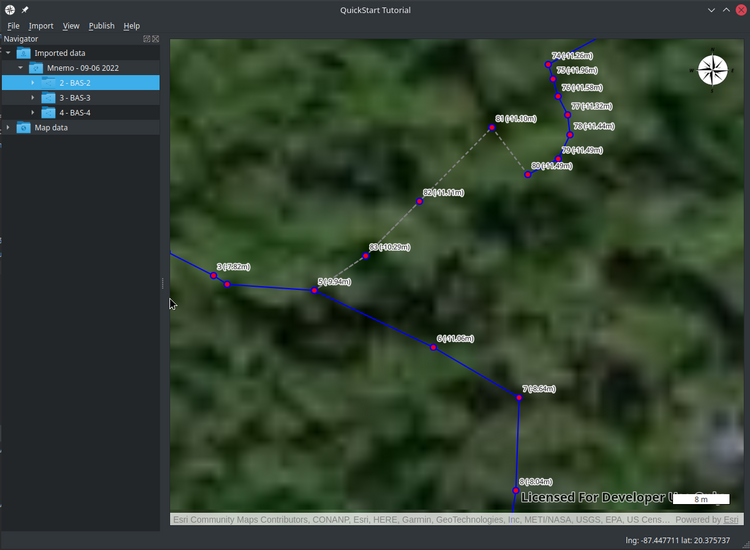 QuickStart Tutorial
File Import View Publish Help
Navigator
Imported data
Mnemo - 09-06 2022
2 - BAS-2
3 - BAS-3
4 - BAS-4
Map data
74 (-11.26m)
75 (-11.96m)
76 (-11.58m)
77 (-11.32m)
78 (-11.44m)
79 (-11.49m)
80 (-11.49m)
81 (-11.10m)
82 (-11.11m)
83 (-10.29m)
3 (-7.82m)
5 (-9.94m)
6 (-11.06m)
7 (-8.64m)
8 (-8.04m)
Licensed For Developer
8 m
Esri Community Maps Contributors, CONANP, Esri, HERE, Garmin, GeoTechnologies, Inc, METI/NASA, USGS, EPA, US Cens... Powered by Esri
lng: -87.447711 lat: 20.375737